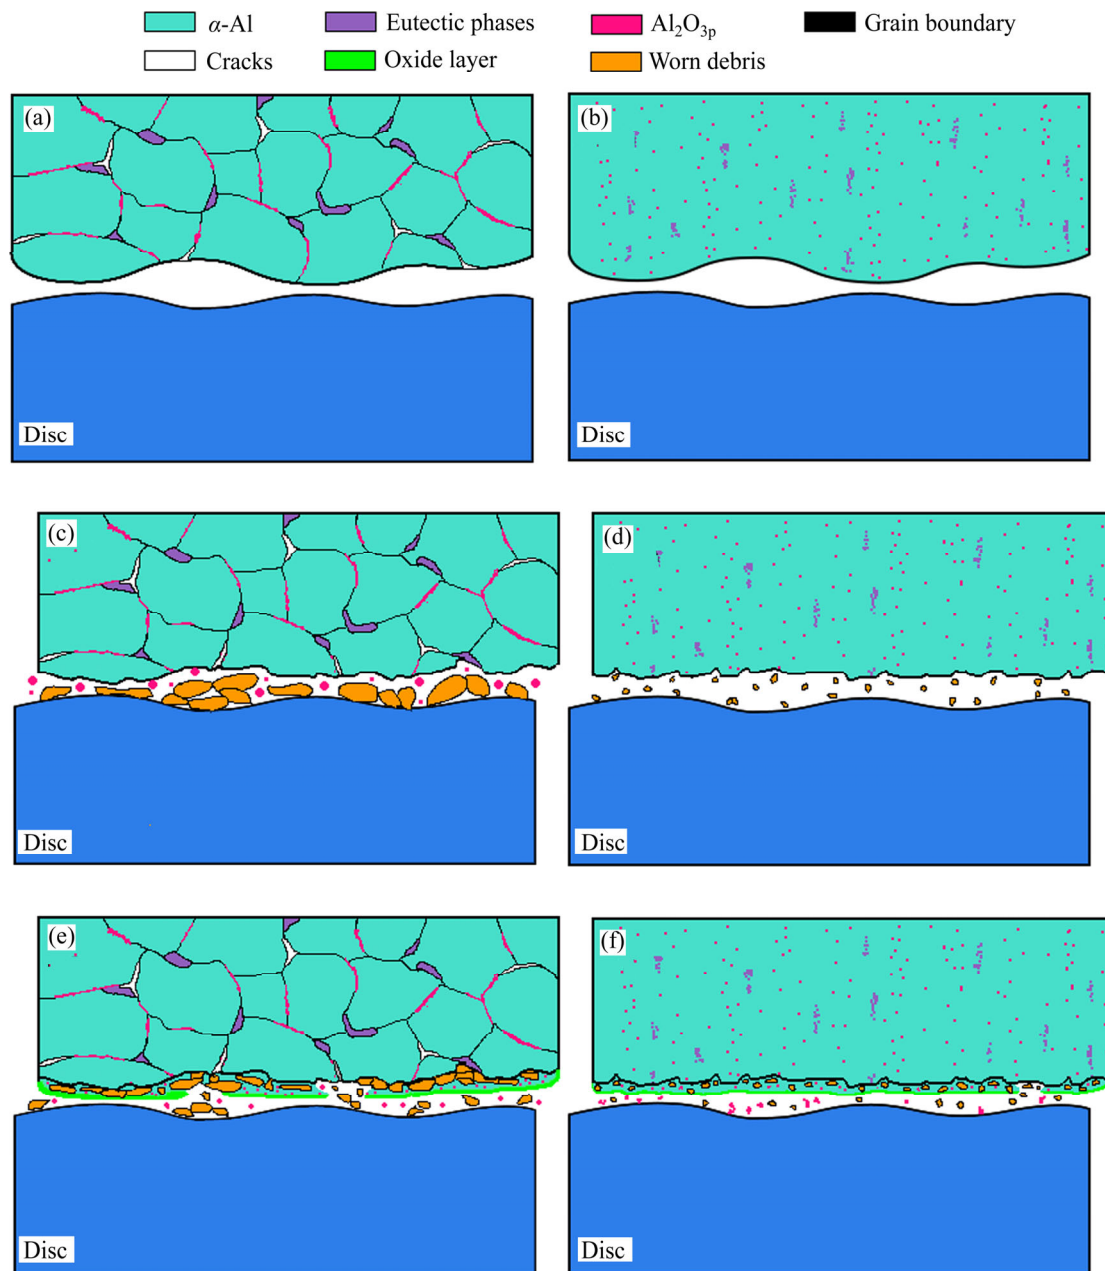 α-Al
Eutectic phases
Al₂O₃ₚ
Grain boundary
Cracks
Oxide layer
Worn debris
(a)
(b)
Disc
Disc
(c)
(d)
Disc
Disc
(e)
(f)
Disc
Disc